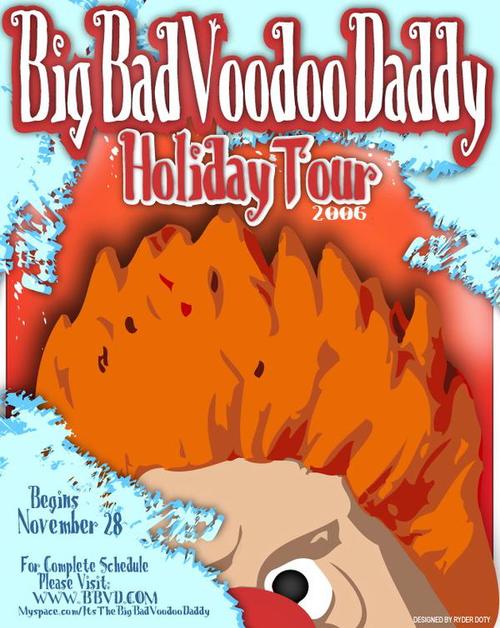 Big Bad Voodoo Daddy
Holiday Tour
2006
Begins
November 28
For Complete Schedule
Please Visit:
WWW.BBVD.COM
Myspace.com/ItsTheBigBadVoodooDaddy
DESIGNED BY RYDER DOTY